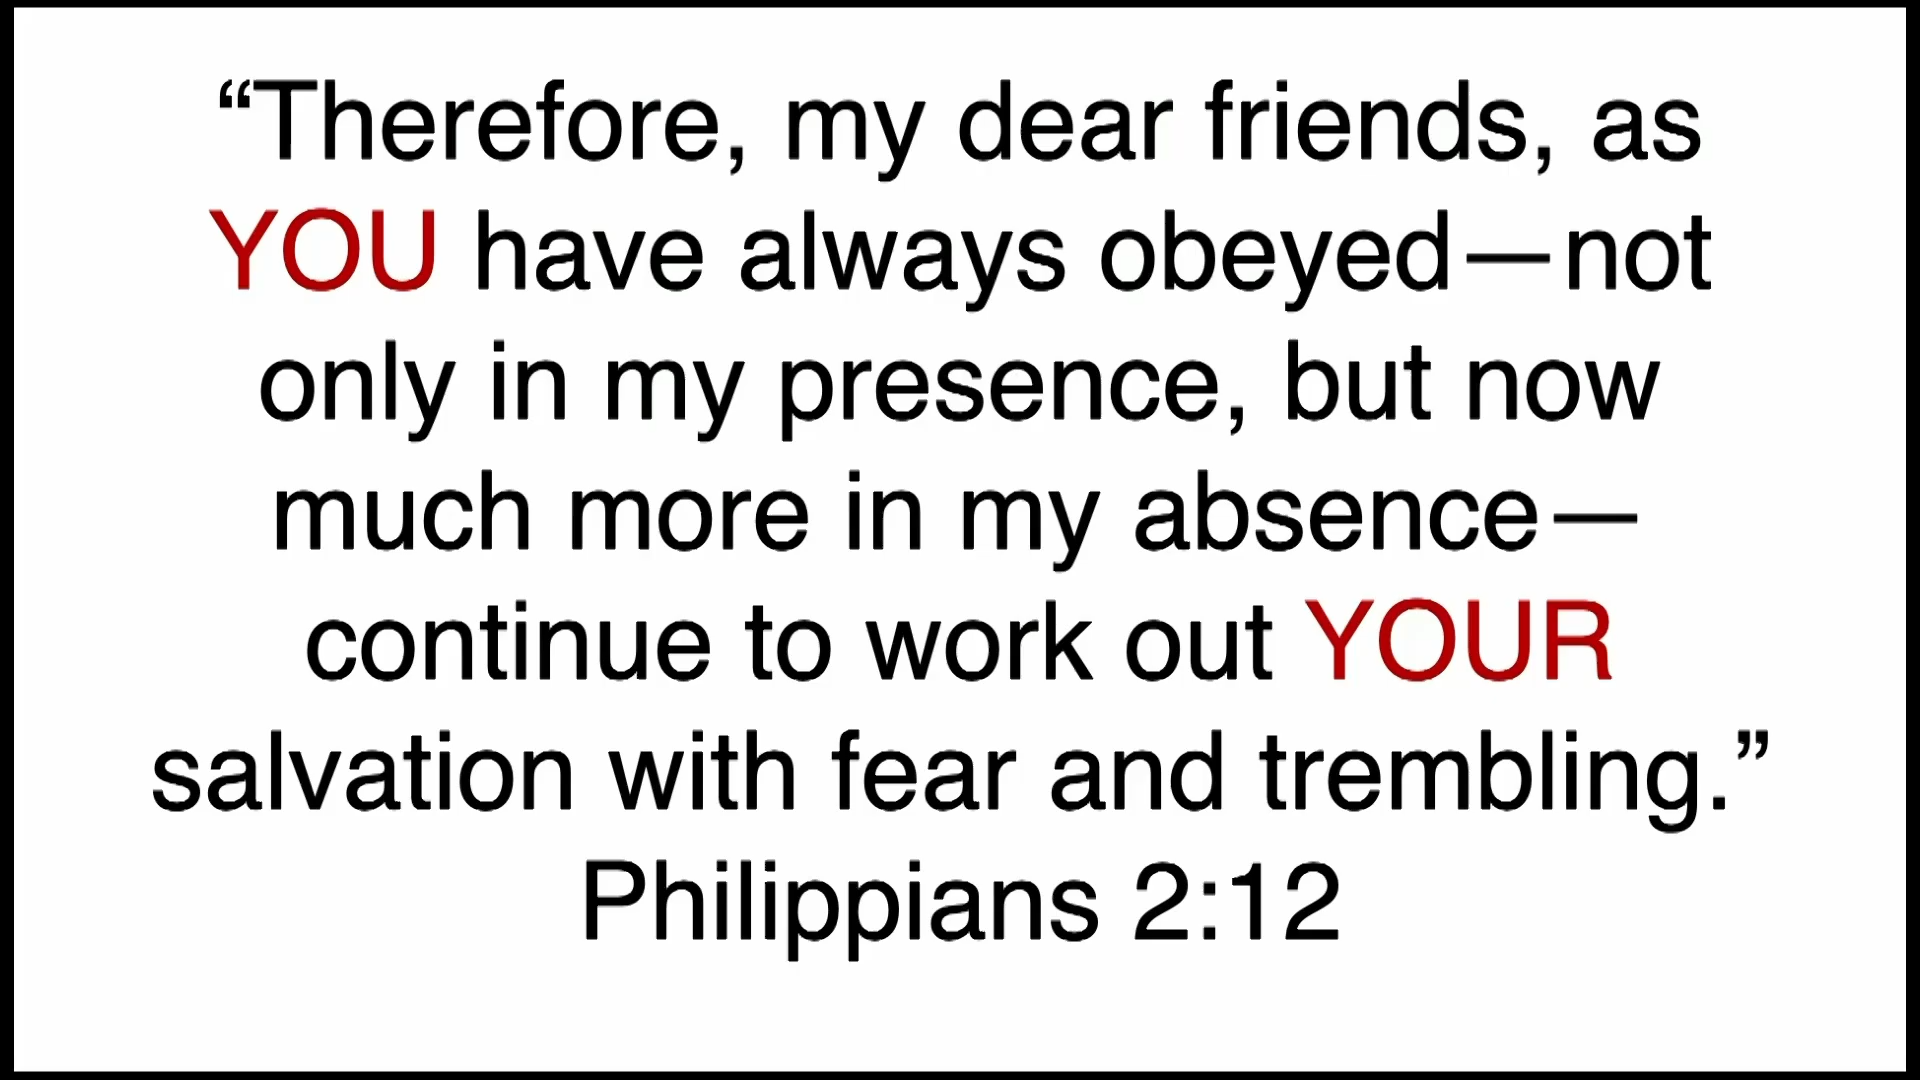 “Therefore, my dear friends, as
YOU have always obeyed—not
only in my presence, but now
much more in my absence—
continue to work out YOUR
salvation with fear and trembling.”
Philippians 2:12